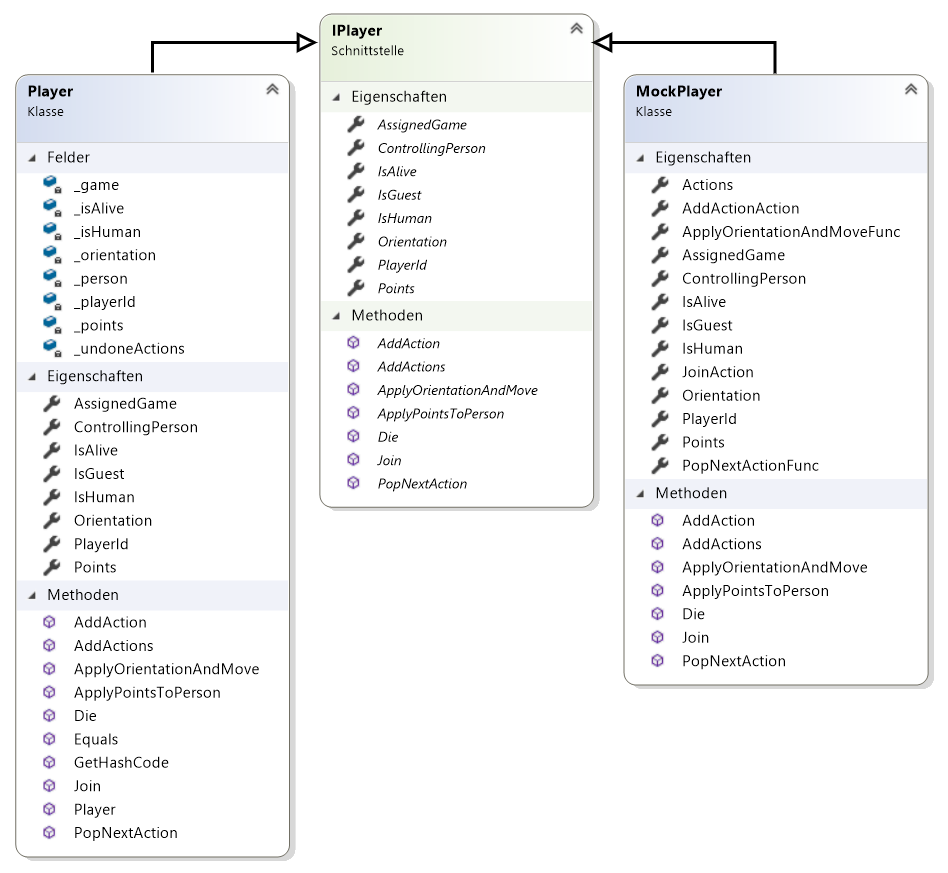 Player
Klasse
Felder
_game
_isAlive
_isHuman
_orientation
_person
_playerId
_points
_undoneActions
Eigenschaften
AssignedGame
ControllingPerson
IsAlive
IsGuest
IsHuman
Orientation
PlayerId
Points
Methoden
AddAction
AddActions
ApplyOrientationAndMove
ApplyPointsToPerson
Die
Equals
GetHashCode
Join
Player
PopNextAction
IPlayer
Schnittstelle
Eigenschaften
AssignedGame
ControllingPerson
IsAlive
IsGuest
IsHuman
Orientation
PlayerId
Points
Methoden
AddAction
AddActions
ApplyOrientationAndMove
ApplyPointsToPerson
Die
Join
PopNextAction
MockPlayer
Klasse
Eigenschaften
Actions
AddActionAction
ApplyOrientationAndMoveFunc
AssignedGame
ControllingPerson
IsAlive
IsGuest
IsHuman
JoinAction
Orientation
PlayerId
Points
PopNextActionFunc
Methoden
AddAction
AddActions
ApplyOrientationAndMove
ApplyPointsToPerson
Die
Join
PopNextAction